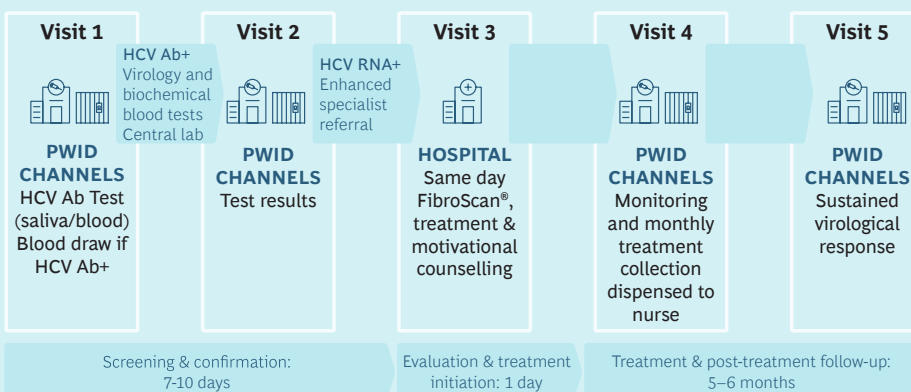 Visit 1
PWID
CHANNELS
HCV Ab Test
(saliva/blood)
Blood draw if
HCV Ab+
HCV Ab+
Virology and
biochemical
blood tests
Central lab
Visit 2
PWID
CHANNELS
Test results
HCV RNA+
Enhanced
specialist
referral
Visit 3
HOSPITAL
Same day
FibroScan®,
treatment &
motivational
counselling
Visit 4
PWID
CHANNELS
Monitoring
and monthly
treatment
collection
dispensed to
nurse
Visit 5
PWID
CHANNELS
Sustained
virological
response
Screening & confirmation:
7-10 days
Evaluation & treatment
initiation: 1 day
Treatment & post-treatment follow-up:
5–6 months